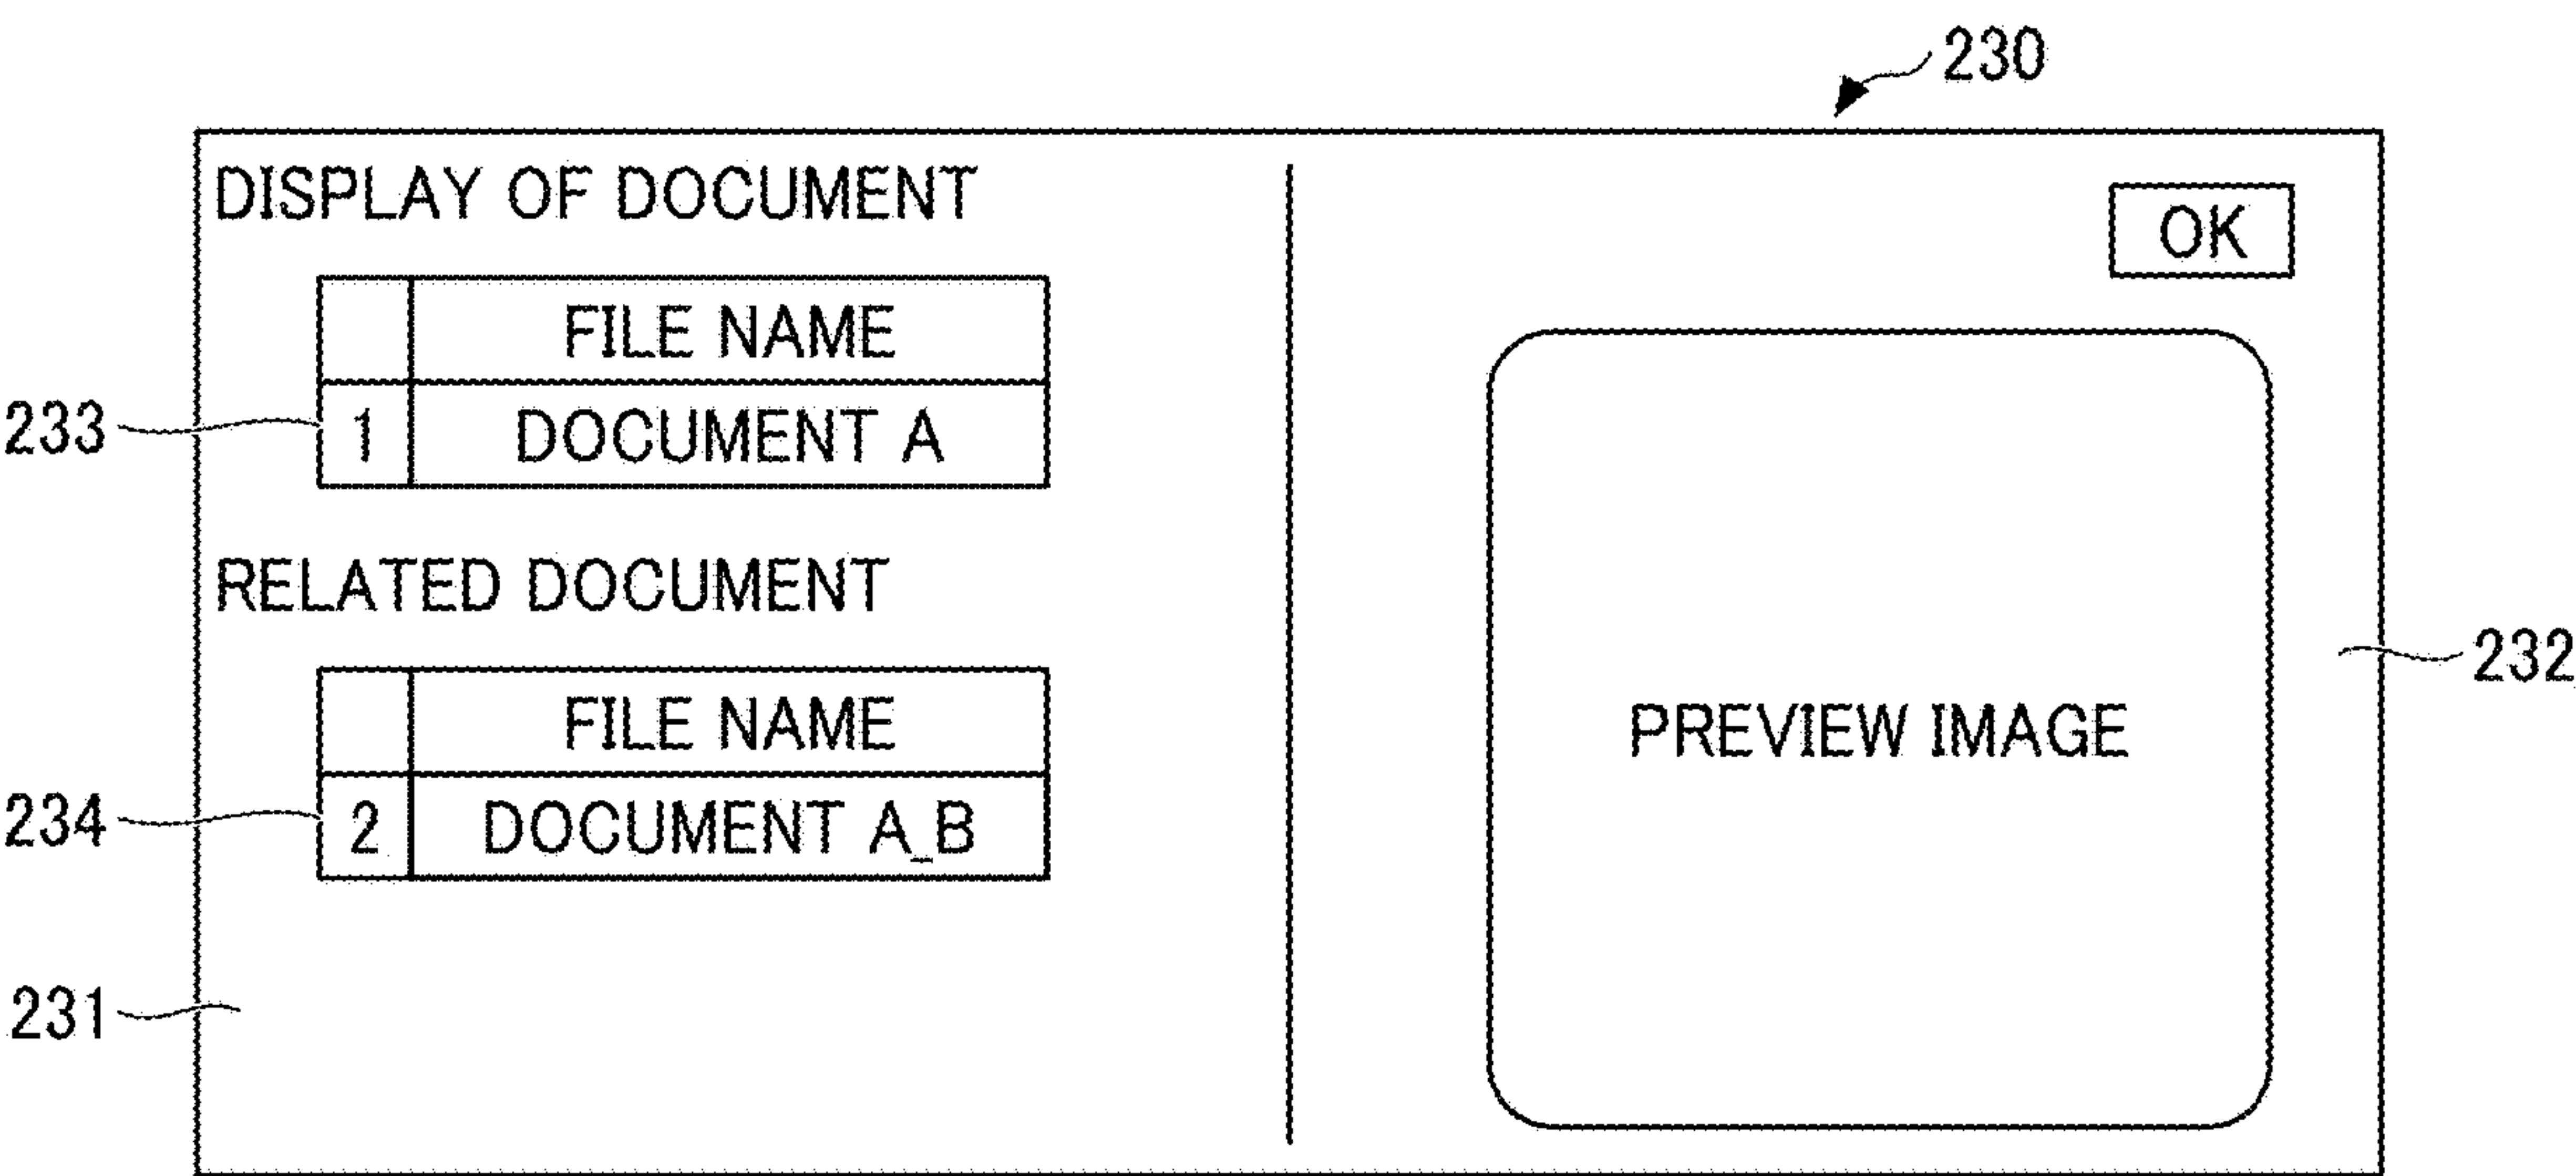 230
DISPLAY OF DOCUMENT
OK
FILE NAME
233
1 DOCUMENT A
RELATED DOCUMENT
FILE NAME
232
PREVIEW IMAGE
234
2 DOCUMENT A_B
231